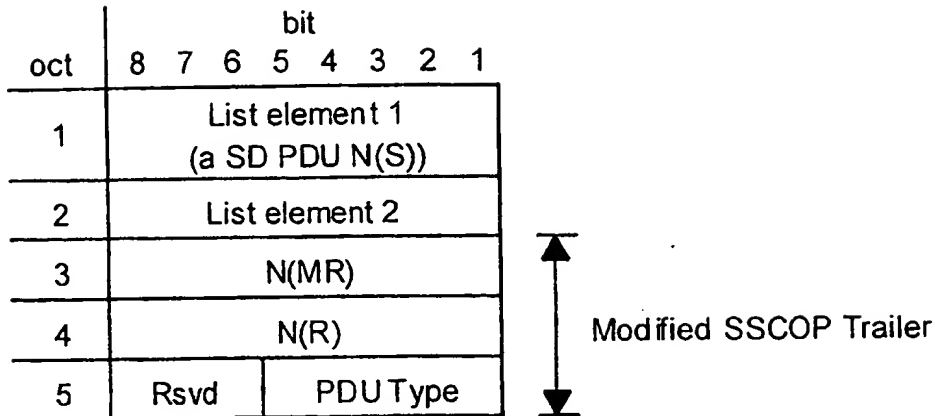 bit
oct 8 7 6 5 4 3 2 1
1 List element 1
(a SD PDU N(S))
2 List element 2
3 N(MR)
4 N(R)
Modified SSCOP Trailer
5 Rsvd PDU Type